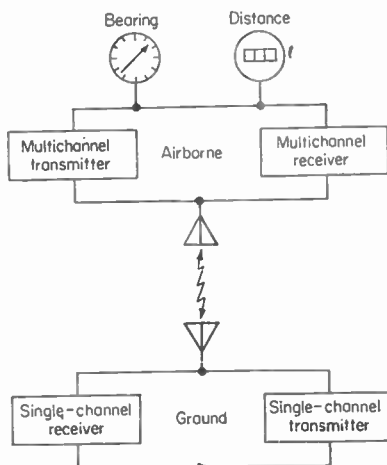 Bearing
Distance
Multichannel
transmitter
Airborne
Multichannel
receiver
Single-channel
receiver
Ground
Single-channel
transmitter